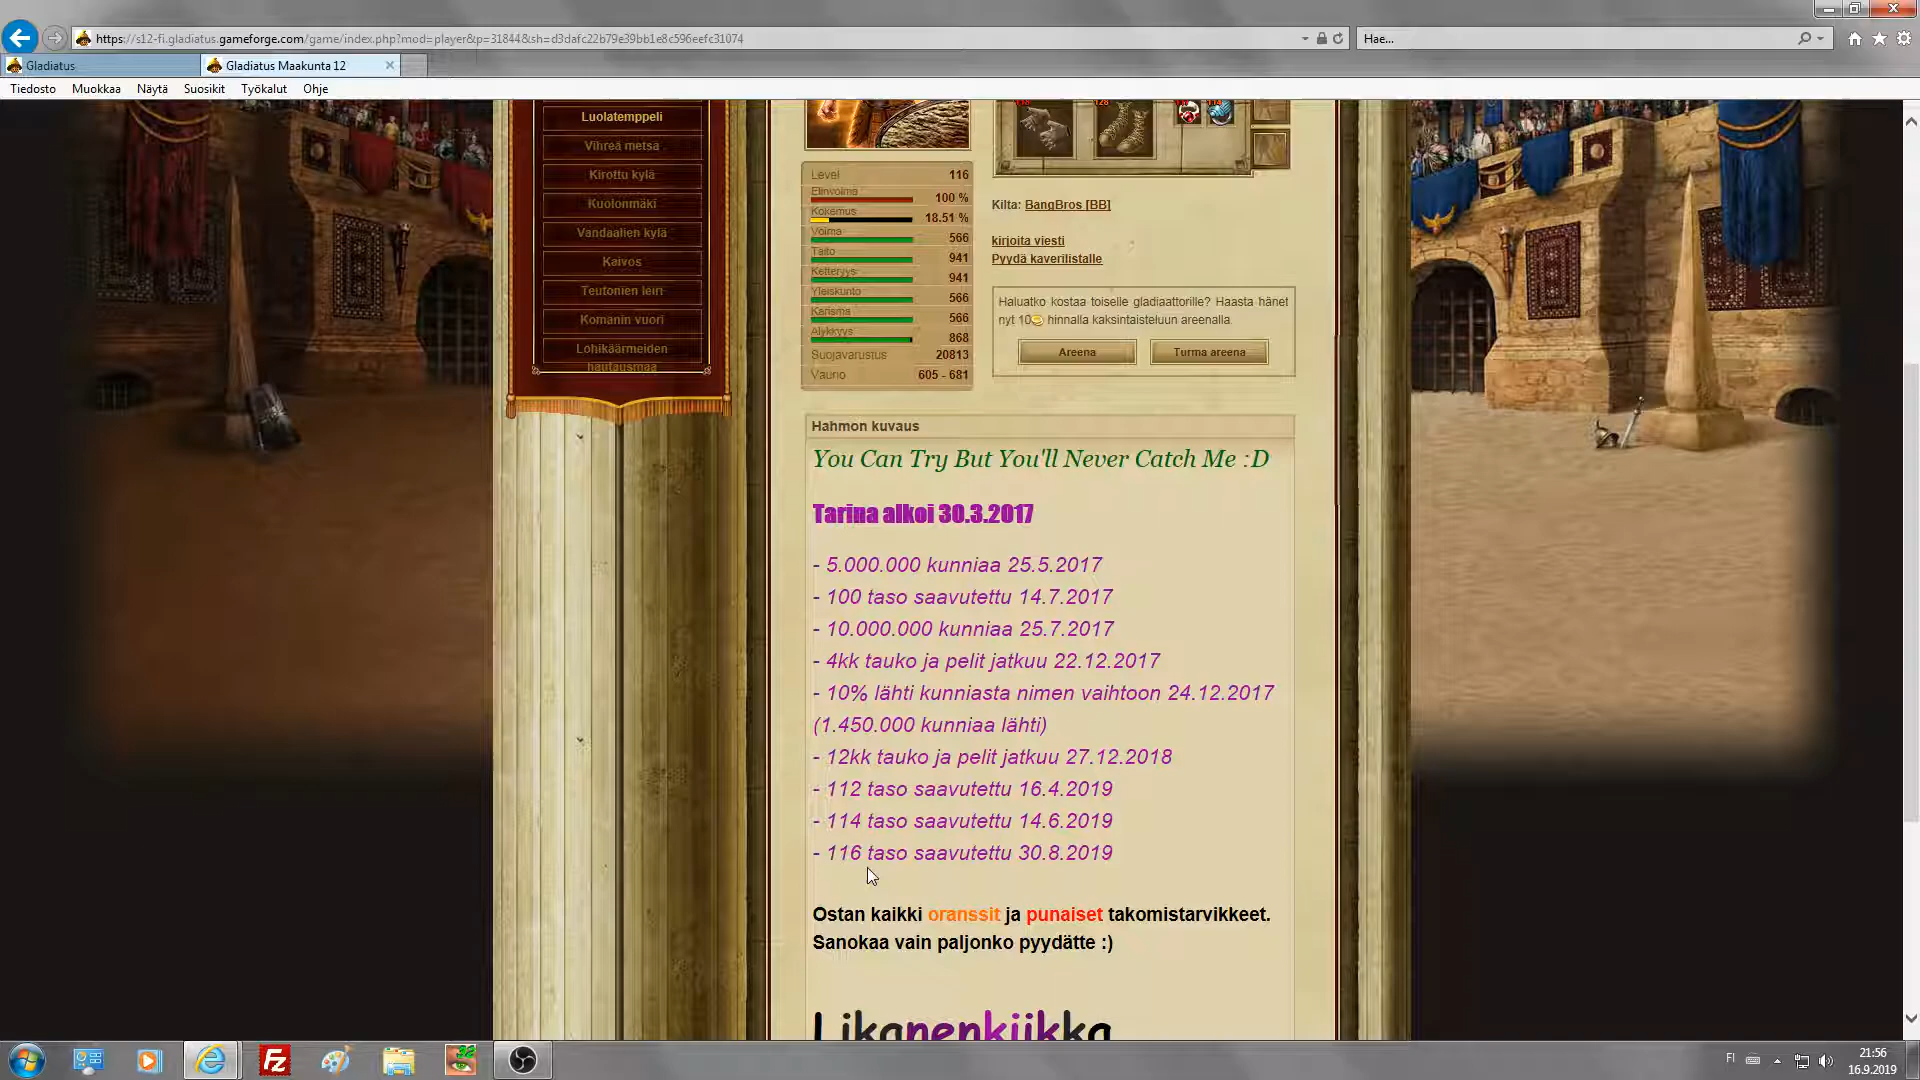 https://s12-fi.gladiatus.gameforge.com/game/index.php?mod=player&p=31844&sh=d3dafc22b79e39bb1e8c596eefc31074
Hae...
Gladiatus
Gladiatus Maakunta 12
Tiedosto Muokkaa Näytä Suosikit Työkalut Ohje
Luolatemppeli
Vihreä metsä
Kirottu kylä
Kuolonmäki
Vandaalien kylä
Kaivos
Teutonien leiri
Komanin vuori
Lohikäärmeiden
hautausmaa
Level 116
Elinvoima 100 %
Kokemus 18.51 %
Voima 566
Taito 941
Ketteryys 941
Yleiskunto 566
Karisma 566
Älykkyys 868
Suojavarustus 20813
Vaurio 605 - 681
Kilta: BangBros [BB]
kirjoita viesti
Pyydä kaverilistalle
Haluatko kostaa toiselle gladiaattorille? Haasta hänet
nyt 10 hinnalla kaksintaisteluun areenalla.
Areena
Turma areena
Hahmon kuvaus
You Can Try But You'll Never Catch Me :D
Tarina alkoi 30.3.2017
- 5.000.000 kunniaa 25.5.2017
- 100 taso saavutettu 14.7.2017
- 10.000.000 kunniaa 25.7.2017
- 4kk tauko ja pelit jatkuu 22.12.2017
- 10% lähti kunniasta nimen vaihtoon 24.12.2017
(1.450.000 kunniaa lähti)
- 12kk tauko ja pelit jatkuu 27.12.2018
- 112 taso saavutettu 16.4.2019
- 114 taso saavutettu 14.6.2019
- 116 taso saavutettu 30.8.2019
Ostan kaikki oranssit ja punaiset takomistarvikkeet.
Sanokaa vain paljonko pyydätte :)
Likanenkiikka
FI
21:56
16.9.2019